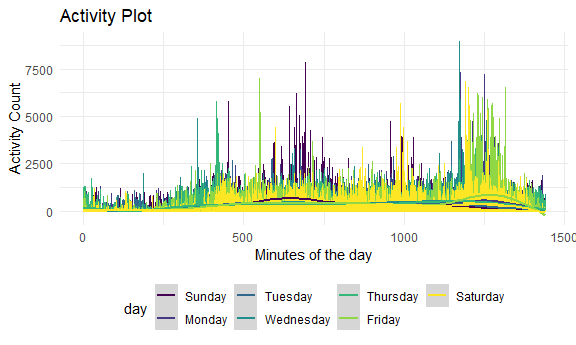 Activity Plot
Activity Count
7500
5000
2500
0
0 500 1000 1500
Minutes of the day
day
Sunday Tuesday Thursday Saturday
Monday Wednesday Friday